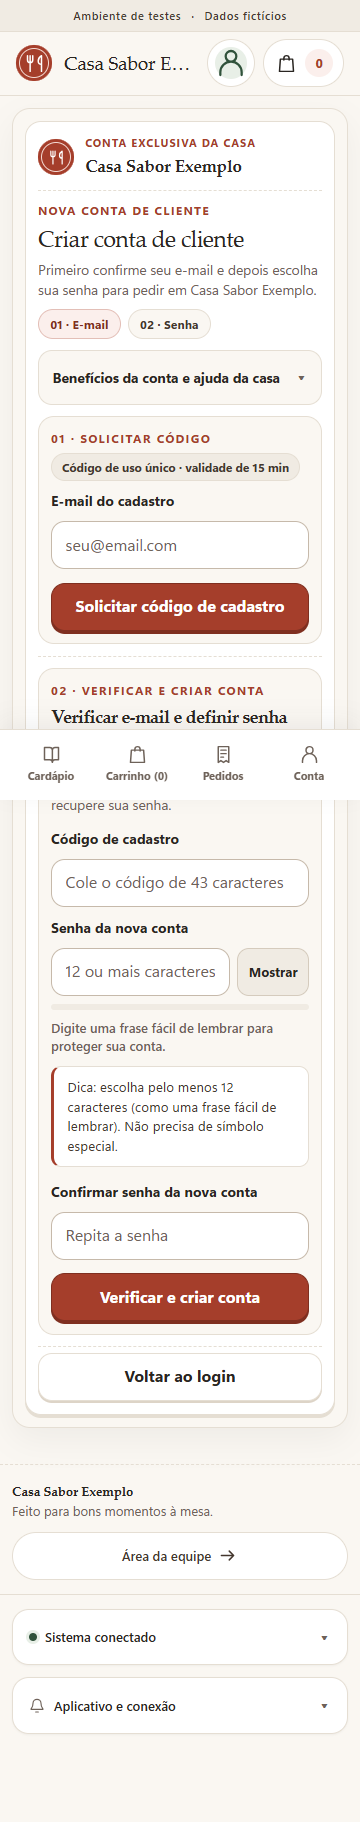 Ambiente de testes · Dados fictícios
Casa Sabor E…
0
CONTA EXCLUSIVA DA CASA
Casa Sabor Exemplo
NOVA CONTA DE CLIENTE
Criar conta de cliente
Primeiro confirme seu e-mail e depois escolha
sua senha para pedir em Casa Sabor Exemplo.
01 · E-mail
02 · Senha
Benefícios da conta e ajuda da casa
01 · SOLICITAR CÓDIGO
Código de uso único · validade de 15 min
E-mail do cadastro
seu@email.com
Solicitar código de cadastro
02 · VERIFICAR E CRIAR CONTA
Verificar e-mail e definir senha
Cardápio
Carrinho (0)
Pedidos
Conta
recupere sua senha.
Código de cadastro
Cole o código de 43 caracteres
Senha da nova conta
12 ou mais caracteres
Mostrar
Digite uma frase fácil de lembrar para
proteger sua conta.
Dica: escolha pelo menos 12
caracteres (como uma frase fácil de
lembrar). Não precisa de símbolo
especial.
Confirmar senha da nova conta
Repita a senha
Verificar e criar conta
Voltar ao login
Casa Sabor Exemplo
Feito para bons momentos à mesa.
Área da equipe
Sistema conectado
Aplicativo e conexão